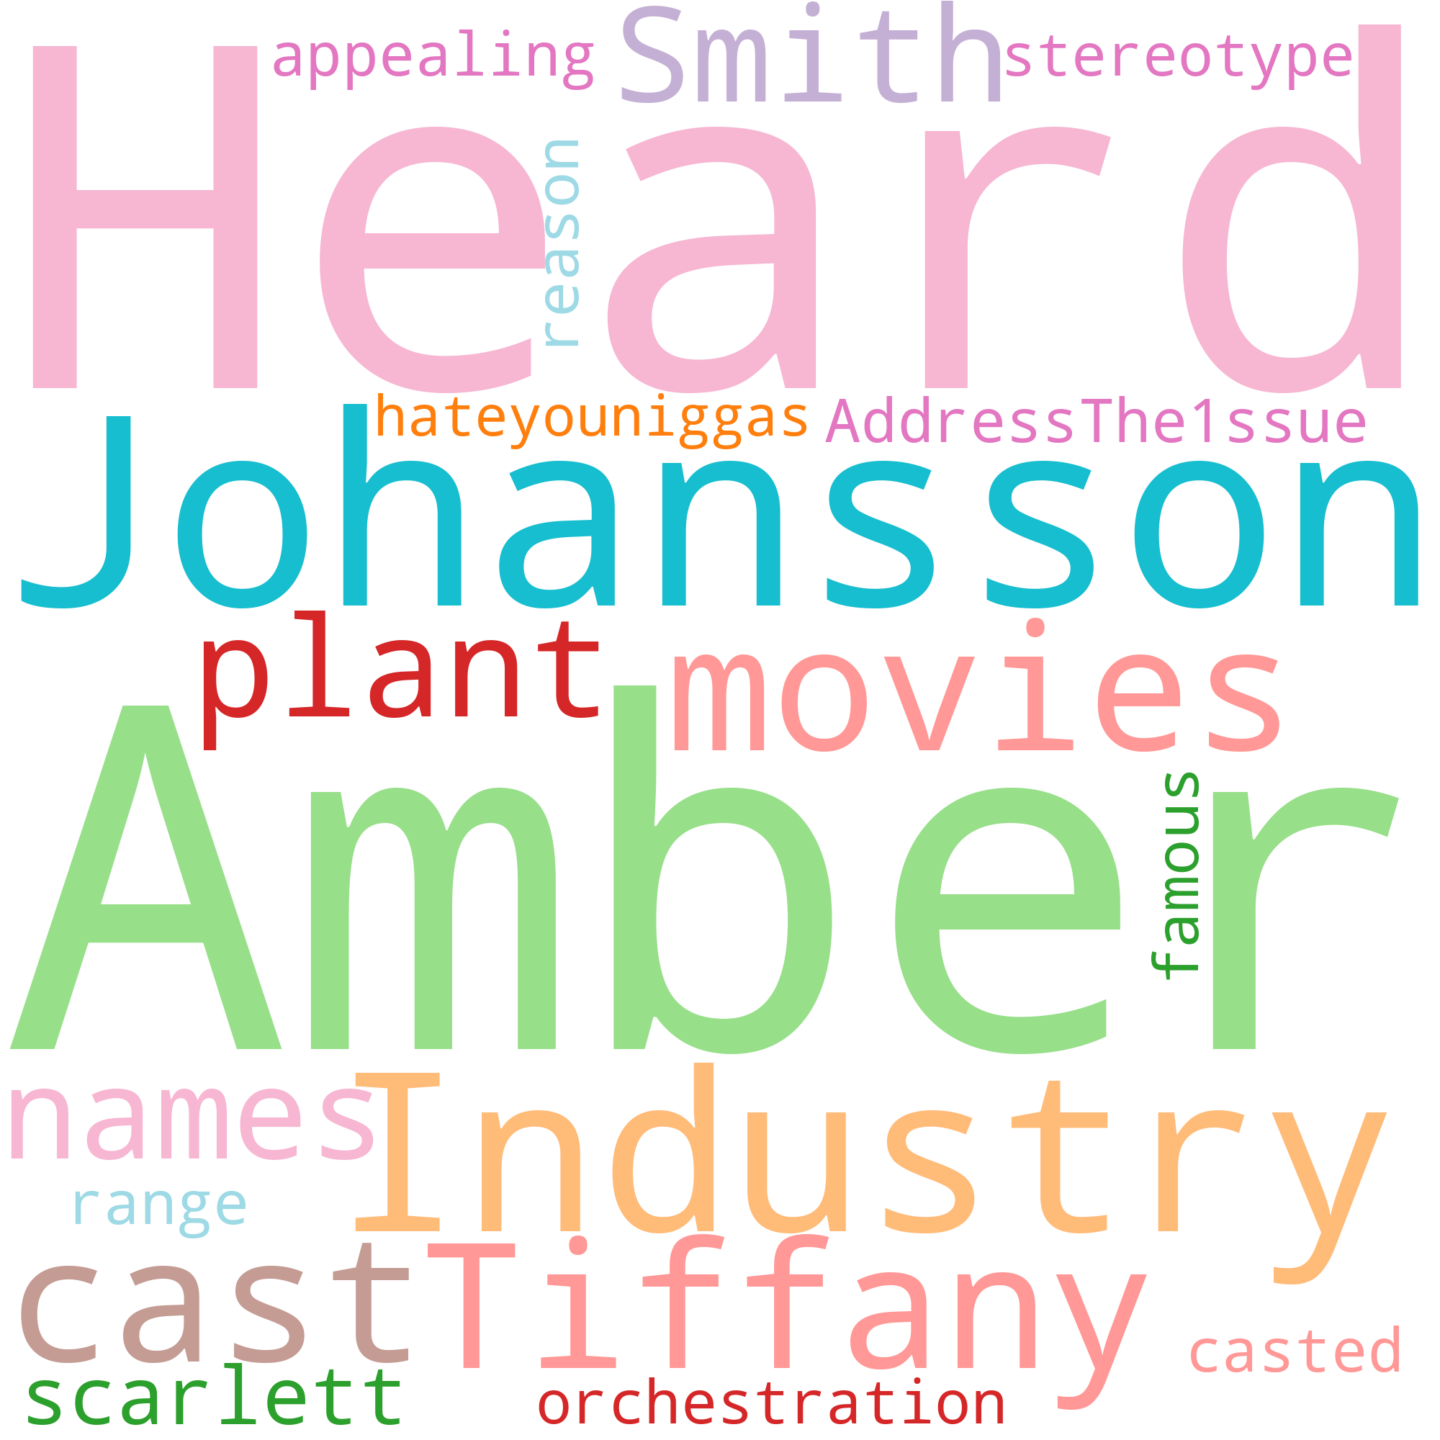 appealing
Smith
stereotype
Heard
reason
hateyouniggas
AddressThe1ssue
Johansson
plant
movies
Amber
famous
names
Industry
range
cast
Tiffany
casted
scarlett
orchestration